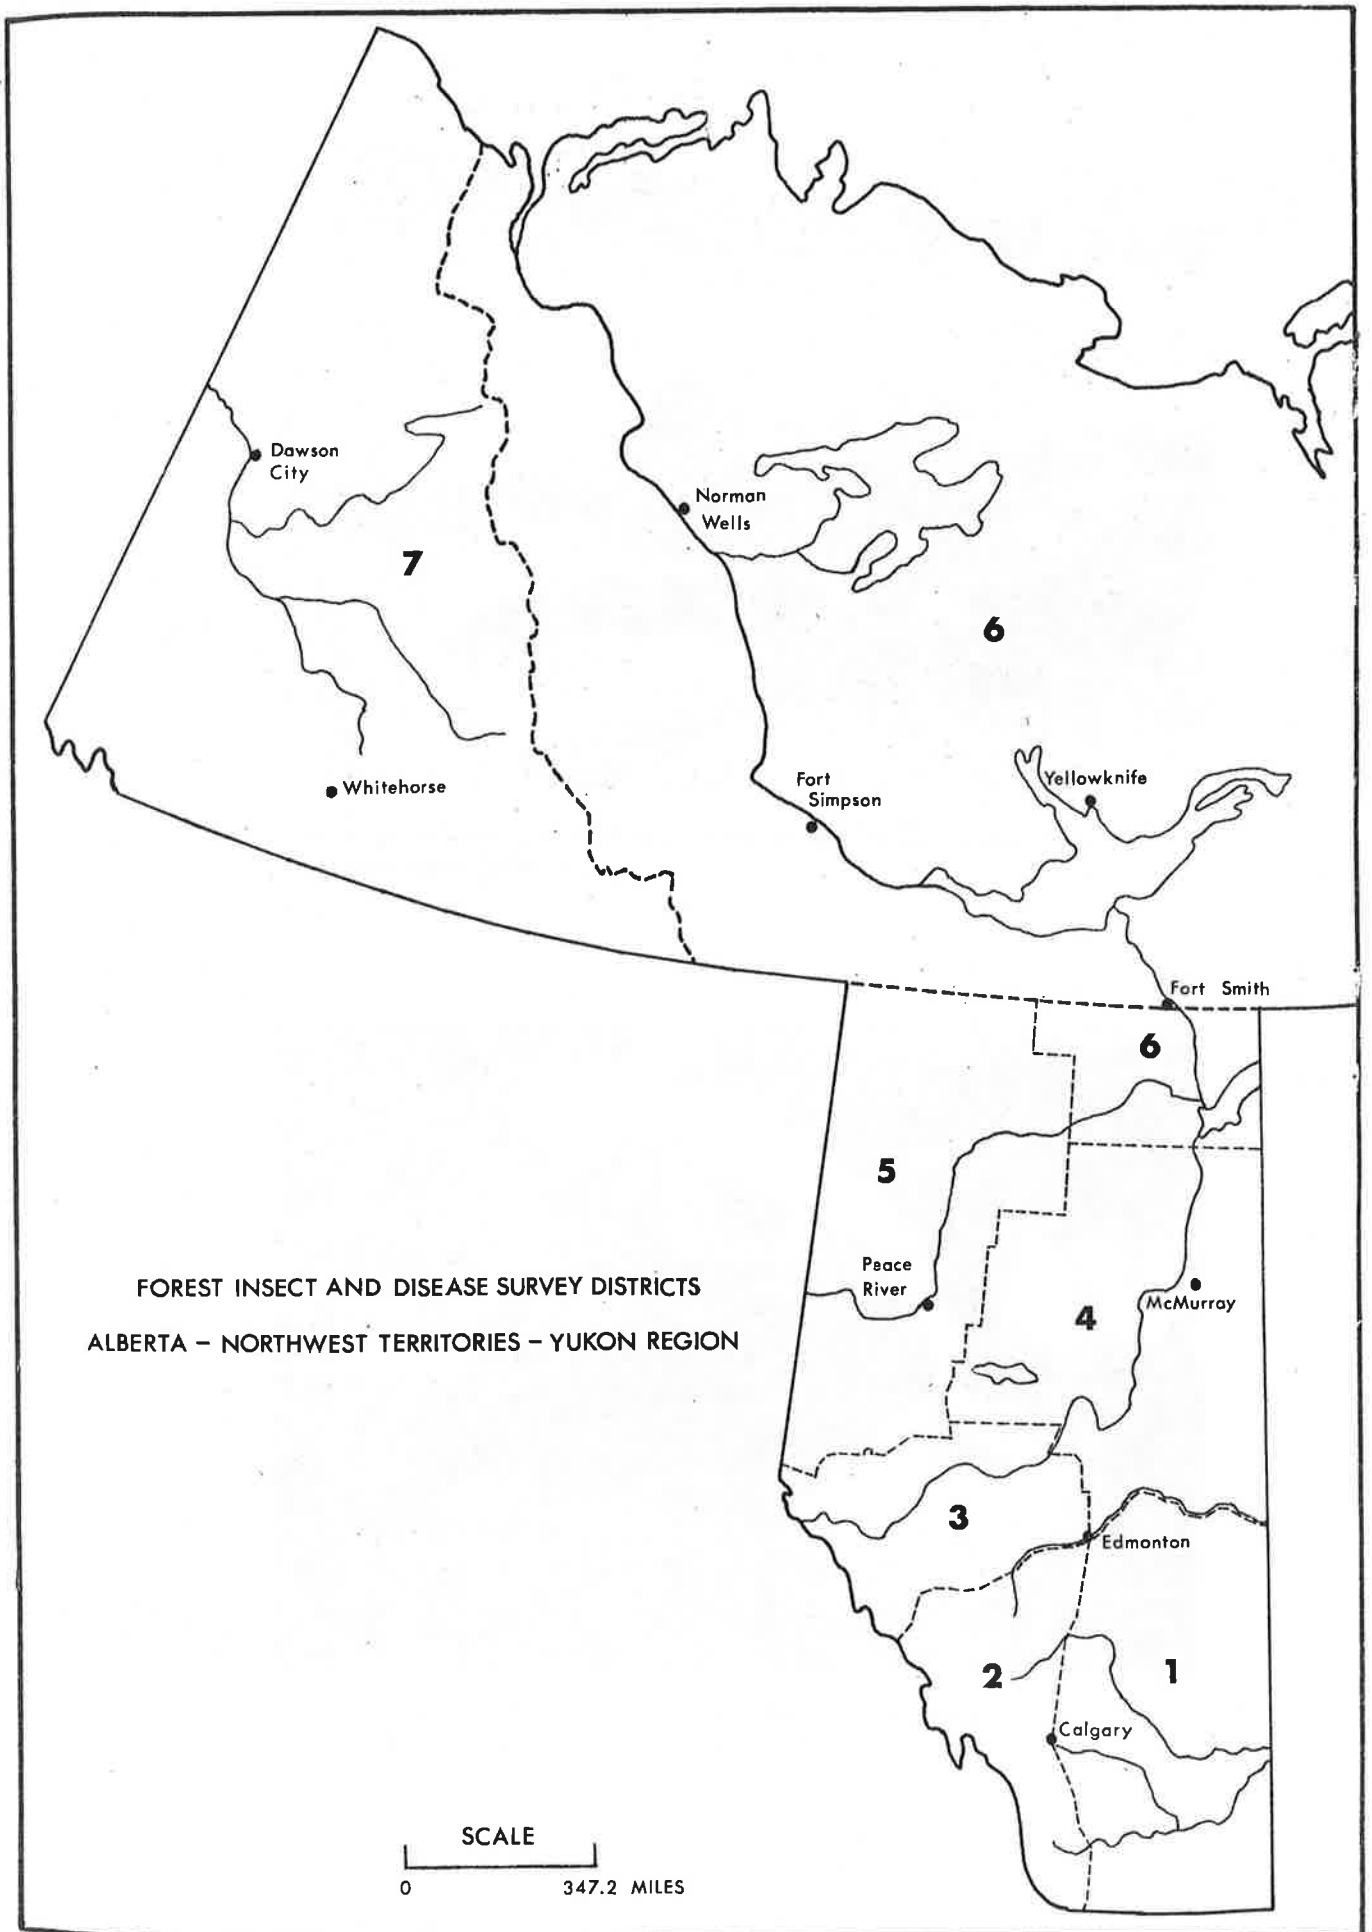 Dawson
City
Norman
Wells
7
6
Whitehorse
Fort
Simpson
Yellowknife
Fort Smith
6
5
Peace
River
McMurray
4
FOREST INSECT AND DISEASE SURVEY DISTRICTS
ALBERTA – NORTHWEST TERRITORIES – YUKON REGION
3
Edmonton
2
1
Calgary
SCALE
0 347.2 MILES